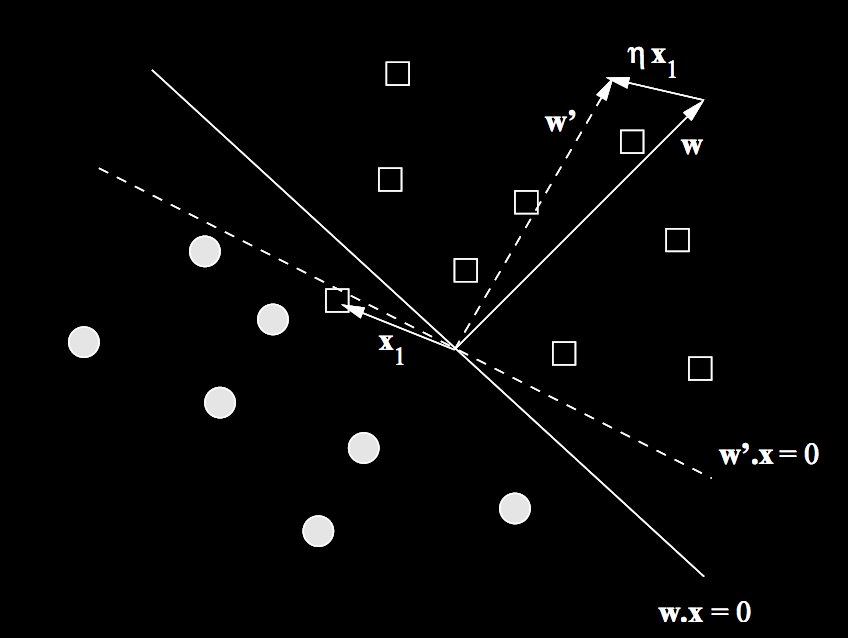 η x₁
w’
w
x₁
w’.x = 0
w.x = 0